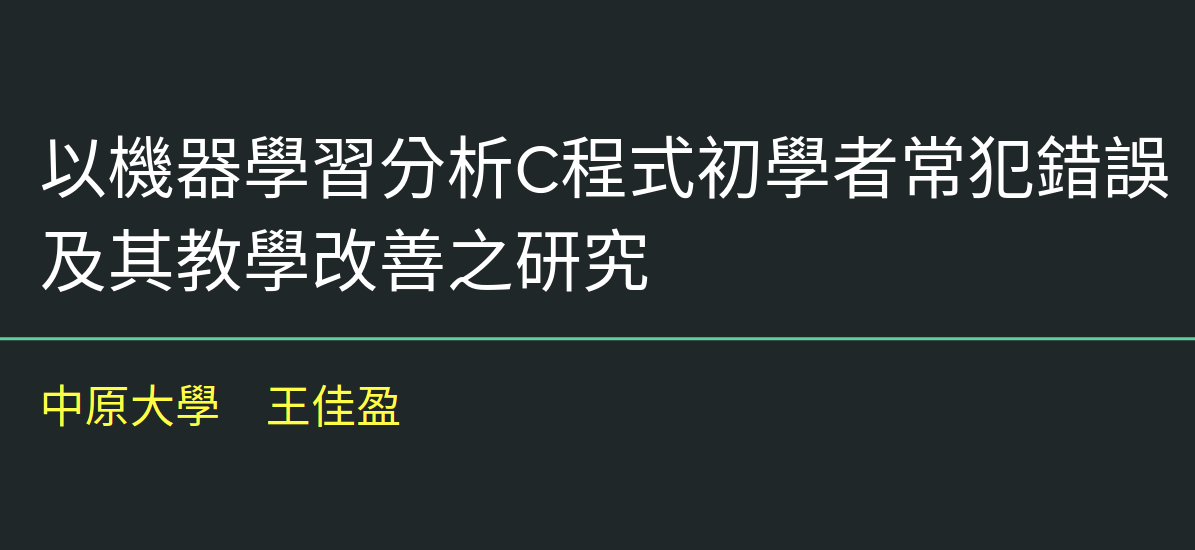 以機器學習分析C程式初學者常犯錯誤
及其教學改善之研究
中原大學　王佳盈